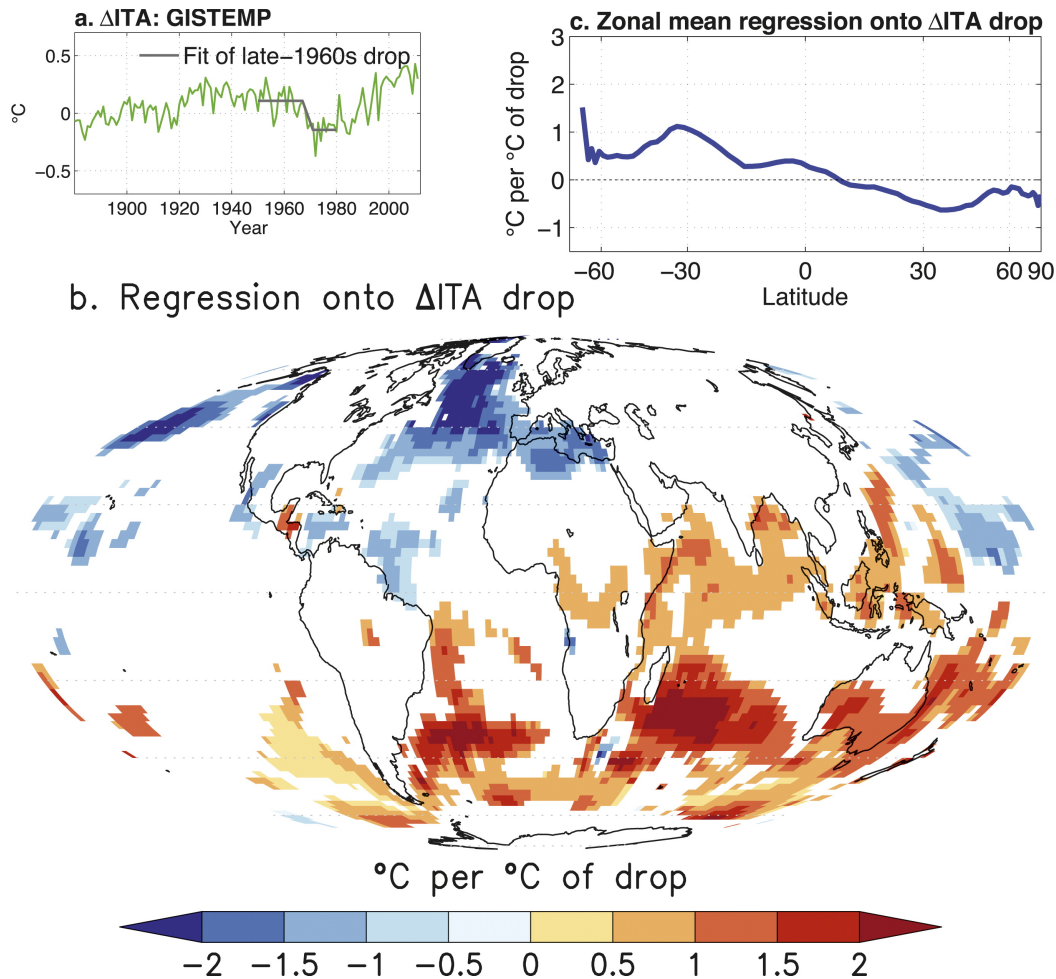 a. ΔITA: GISTEMP
Fit of late−1960s drop
0.5
0
−0.5
°C
1900 1920 1940 1960 1980 2000
Year
c. Zonal mean regression onto ΔITA drop
3
2
1
0
−1
°C per °C of drop
−60 −30 0 30 60 90
Latitude
b. Regression onto ΔITA drop
°C per °C of drop
−2 −1.5 −1 −0.5 0 0.5 1 1.5 2